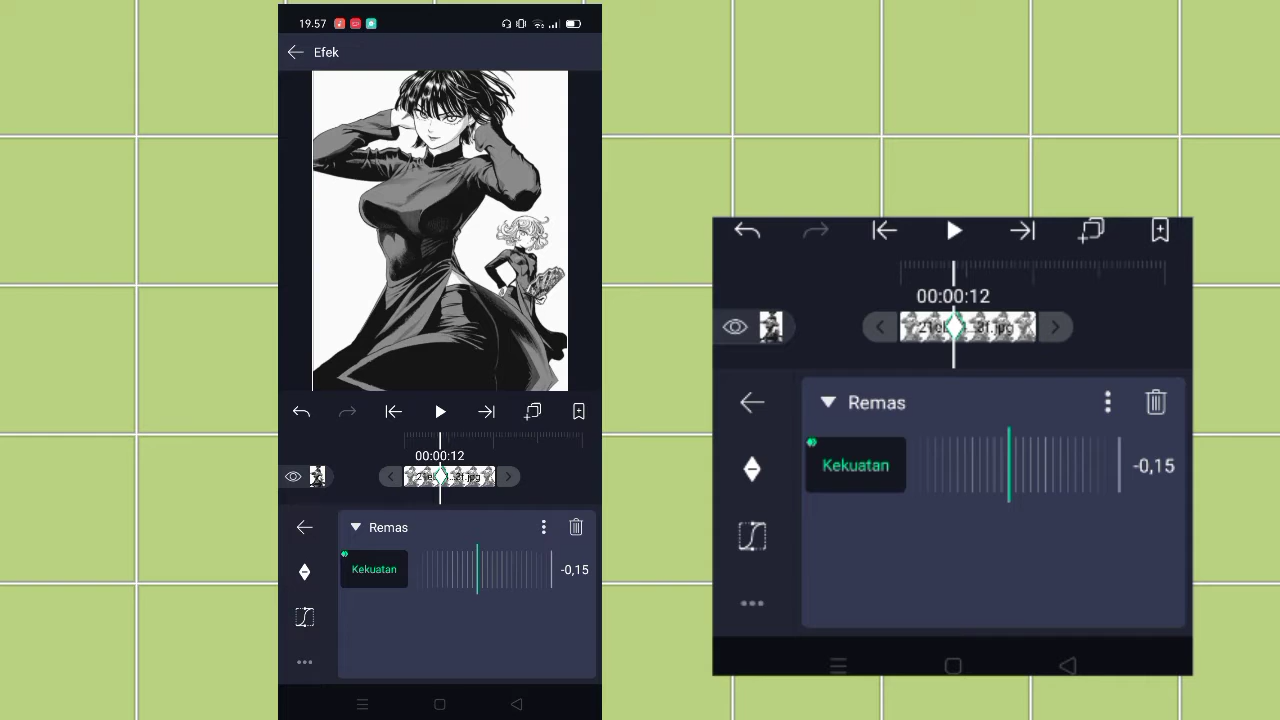 19.57
Efek
00:00:12
Remas
Kekuatan
-0,15
00:00:12
Remas
Kekuatan
-0,15